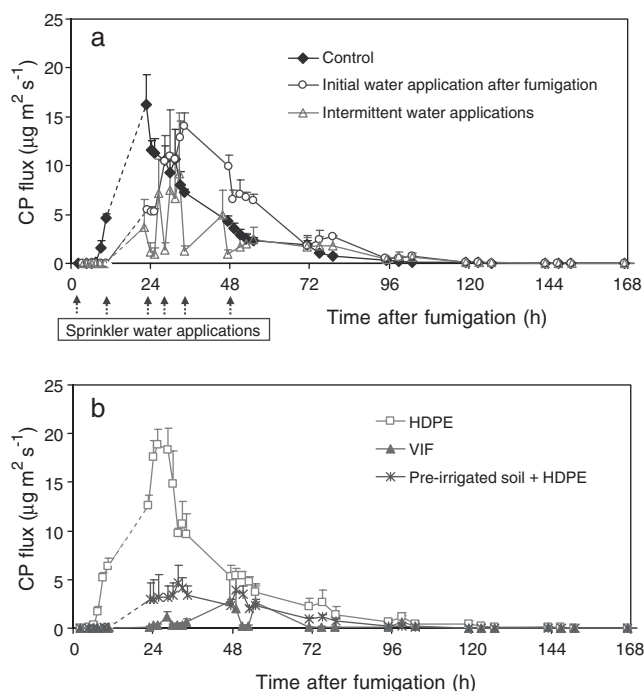 a
25
20
15
10
5
0
CP flux (µg m² s⁻¹)
Control
Initial water application after fumigation
Intermittent water applications
0 24 48 72 96 120 144 168
Sprinkler water applications
Time after fumigation (h)
b
25
20
15
10
5
0
CP flux (µg m² s⁻¹)
HDPE
VIF
Pre-irrigated soil + HDPE
0 24 48 72 96 120 144 168
Time after fumigation (h)